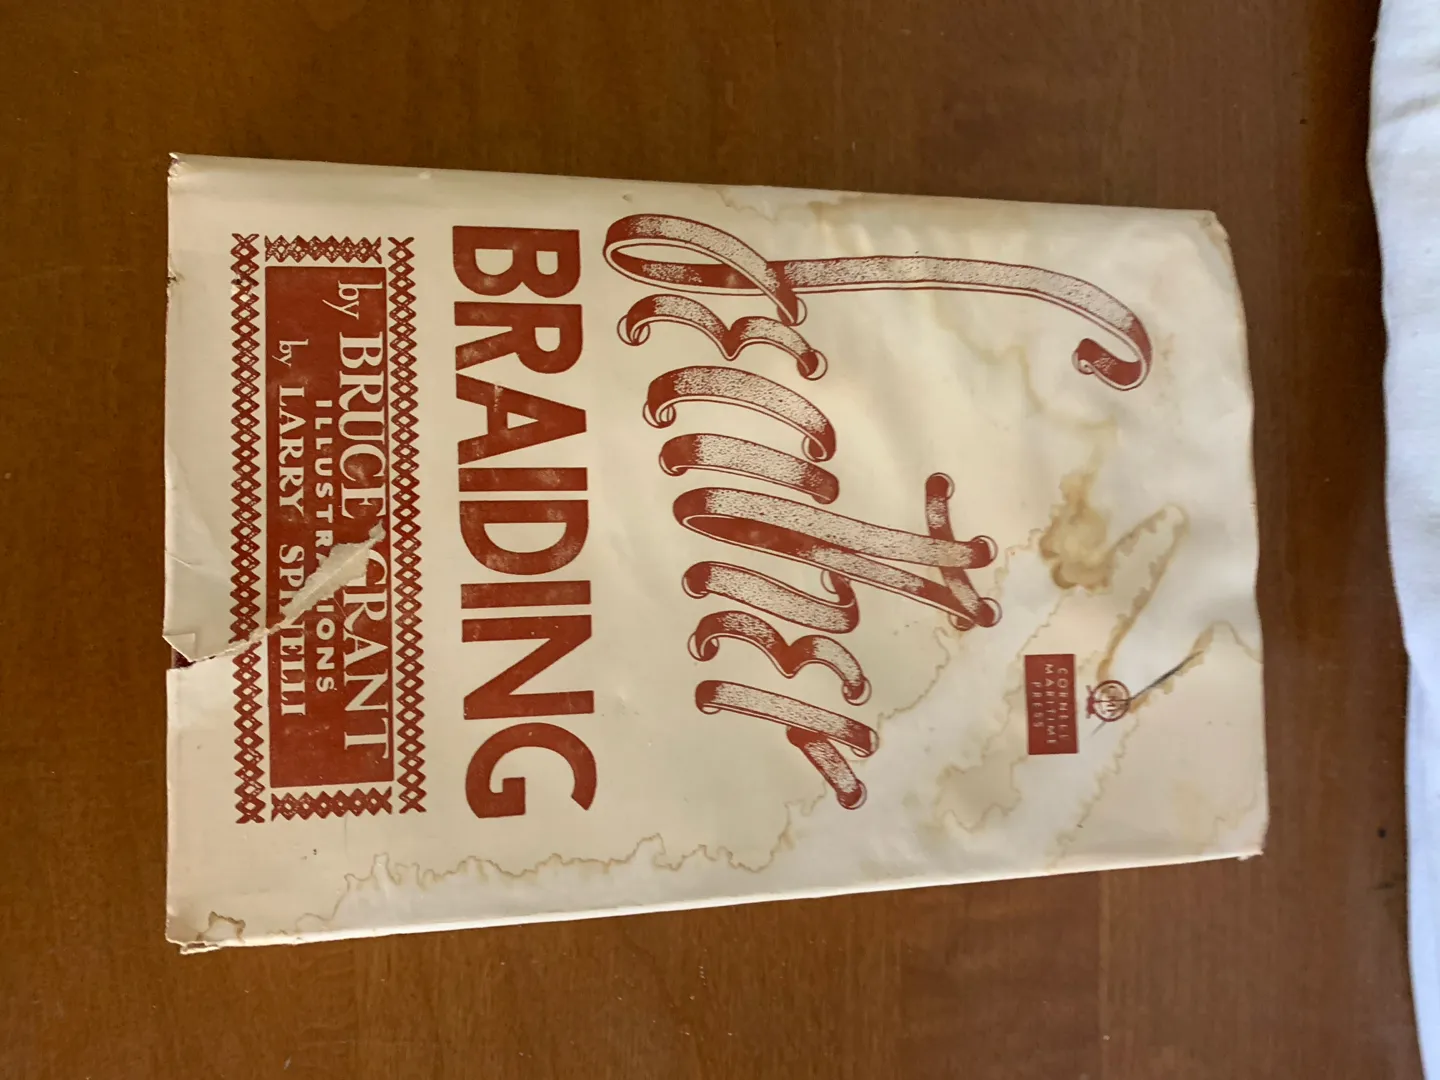 CORNELL
MARITIME
PRESS
Leather
BRAIDING
by BRUCE GRANT
ILLUSTRATIONS
by LARRY SPINELLI